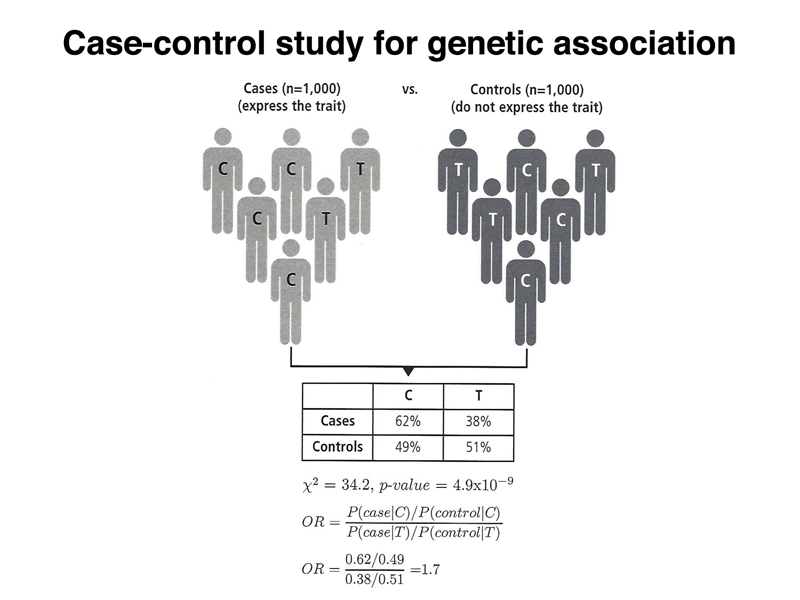 Case-control study for genetic association
Cases (n=1,000) vs. Controls (n=1,000)
(express the trait) (do not express the trait)
C C T T C T
C T T C
C C
C T
Cases 62% 38%
Controls 49% 51%
χ² = 34.2, p-value = 4.9x10⁻⁹
OR = P(case|C)/P(control|C)
P(case|T)/P(control|T)
OR = 0.62/0.49 =1.7
0.38/0.51